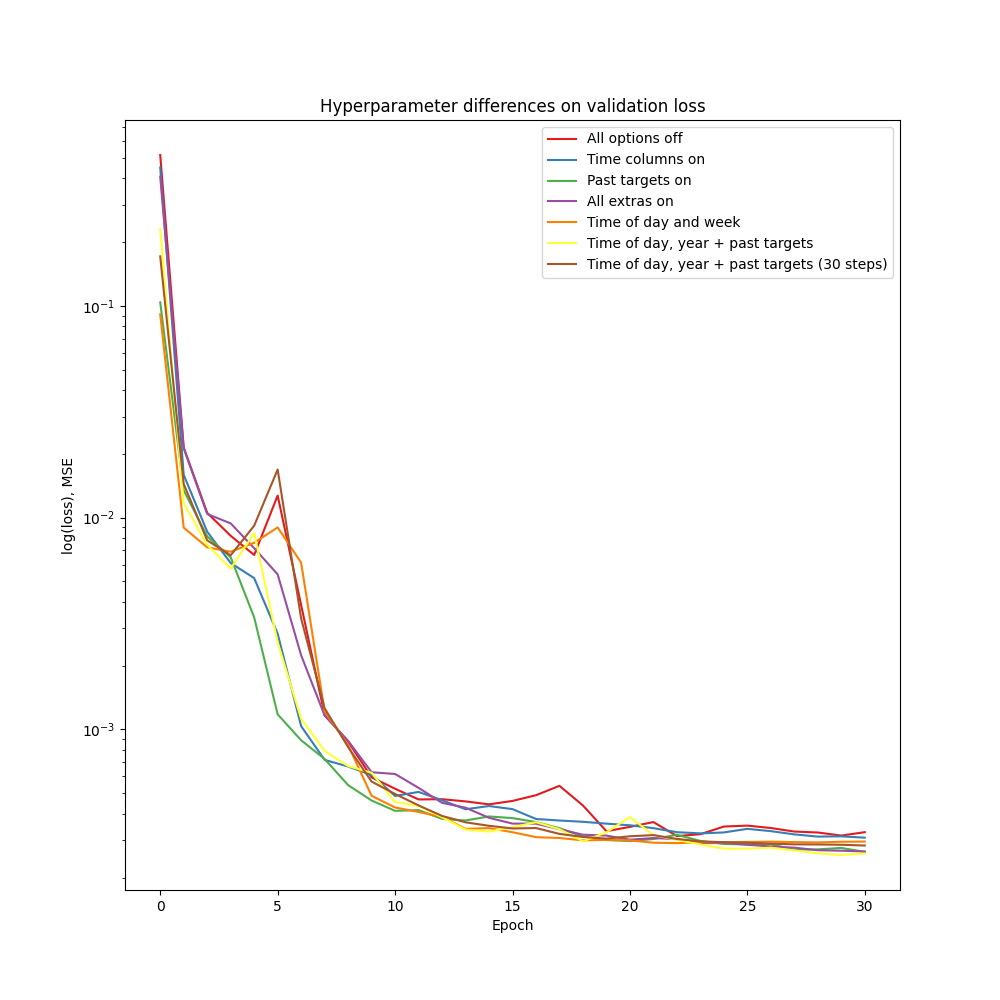 Hyperparameter differences on validation loss
All options off
Time columns on
Past targets on
All extras on
Time of day and week
Time of day, year + past targets
Time of day, year + past targets (30 steps)
log(loss), MSE
10⁻¹
10⁻²
10⁻³
0 5 10 15 20 25 30
Epoch